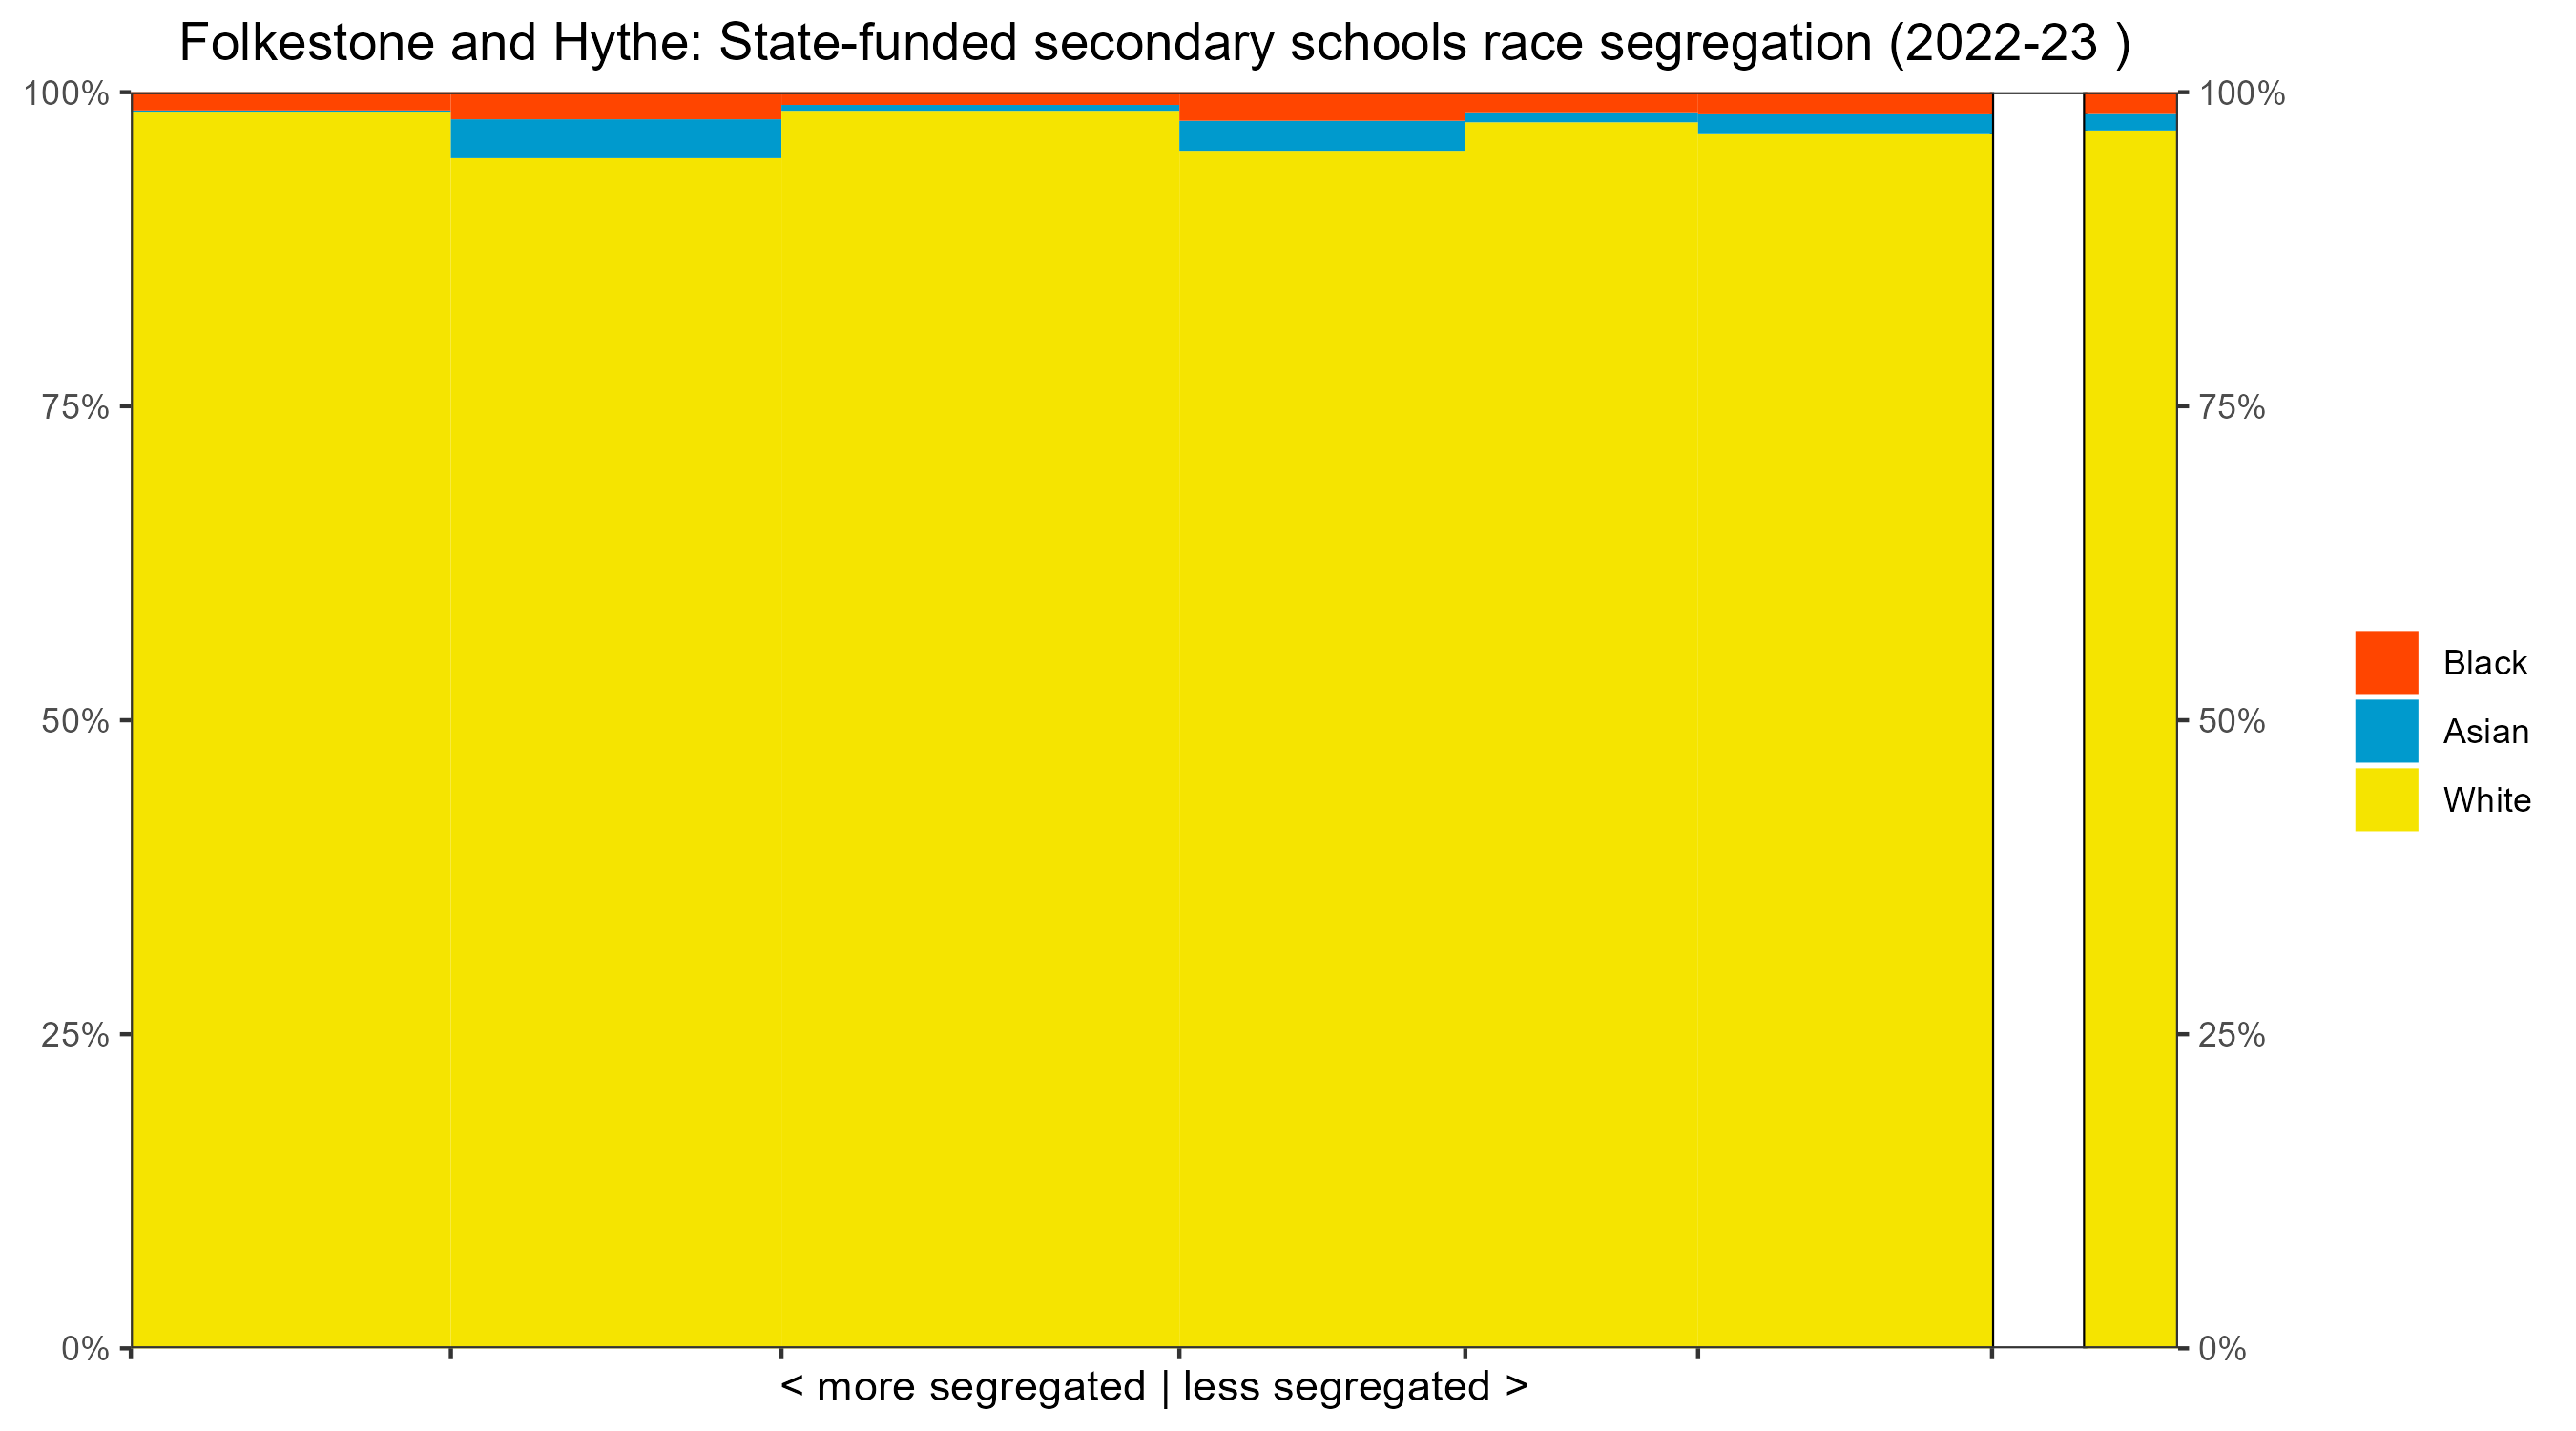 Folkestone and Hythe: State-funded secondary schools race segregation (2022-23 )
100%
75%
50%
25%
0%
100%
75%
50%
25%
0%
Black
Asian
White
< more segregated | less segregated >